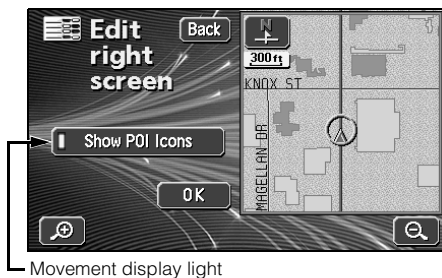 Edit
right
screen
Back
N
300ft
KNOX ST
MAGELLAN DR
Show POI Icons
OK
Movement display light